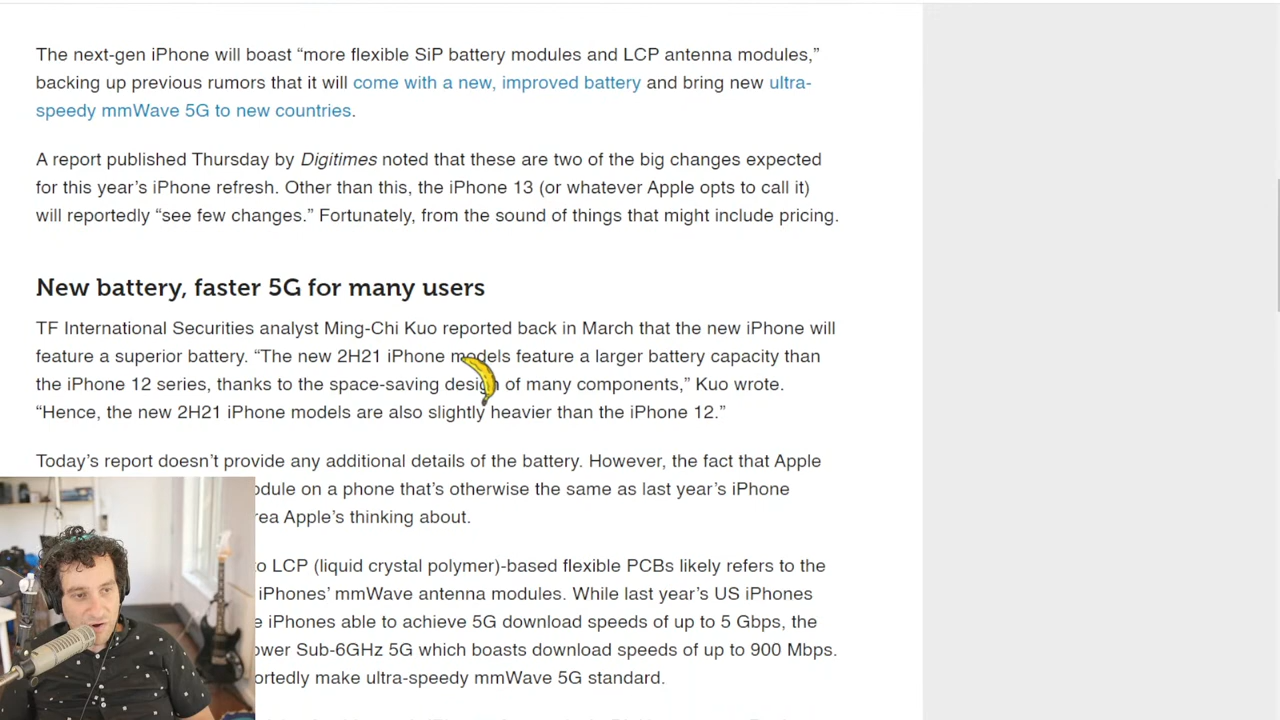 The next-gen iPhone will boast “more flexible SiP battery modules and LCP antenna modules,”
backing up previous rumors that it will come with a new, improved battery and bring new ultra-
speedy mmWave 5G to new countries.
A report published Thursday by Digitimes noted that these are two of the big changes expected
for this year’s iPhone refresh. Other than this, the iPhone 13 (or whatever Apple opts to call it)
will reportedly “see few changes.” Fortunately, from the sound of things that might include pricing.
New battery, faster 5G for many users
TF International Securities analyst Ming-Chi Kuo reported back in March that the new iPhone will
feature a superior battery. “The new 2H21 iPhone models feature a larger battery capacity than
the iPhone 12 series, thanks to the space-saving design of many components,” Kuo wrote.
“Hence, the new 2H21 iPhone models are also slightly heavier than the iPhone 12.”
Today’s report doesn’t provide any additional details of the battery. However, the fact that Apple
on a phone that’s otherwise the same as last year’s iPhone
Apple’s thinking about.
LCP (liquid crystal polymer)-based flexible PCBs likely refers to the
iPhones’ mmWave antenna modules. While last year’s US iPhones
iPhones able to achieve 5G download speeds of up to 5 Gbps, the
Sub-6GHz 5G which boasts download speeds of up to 900 Mbps.
make ultra-speedy mmWave 5G standard.